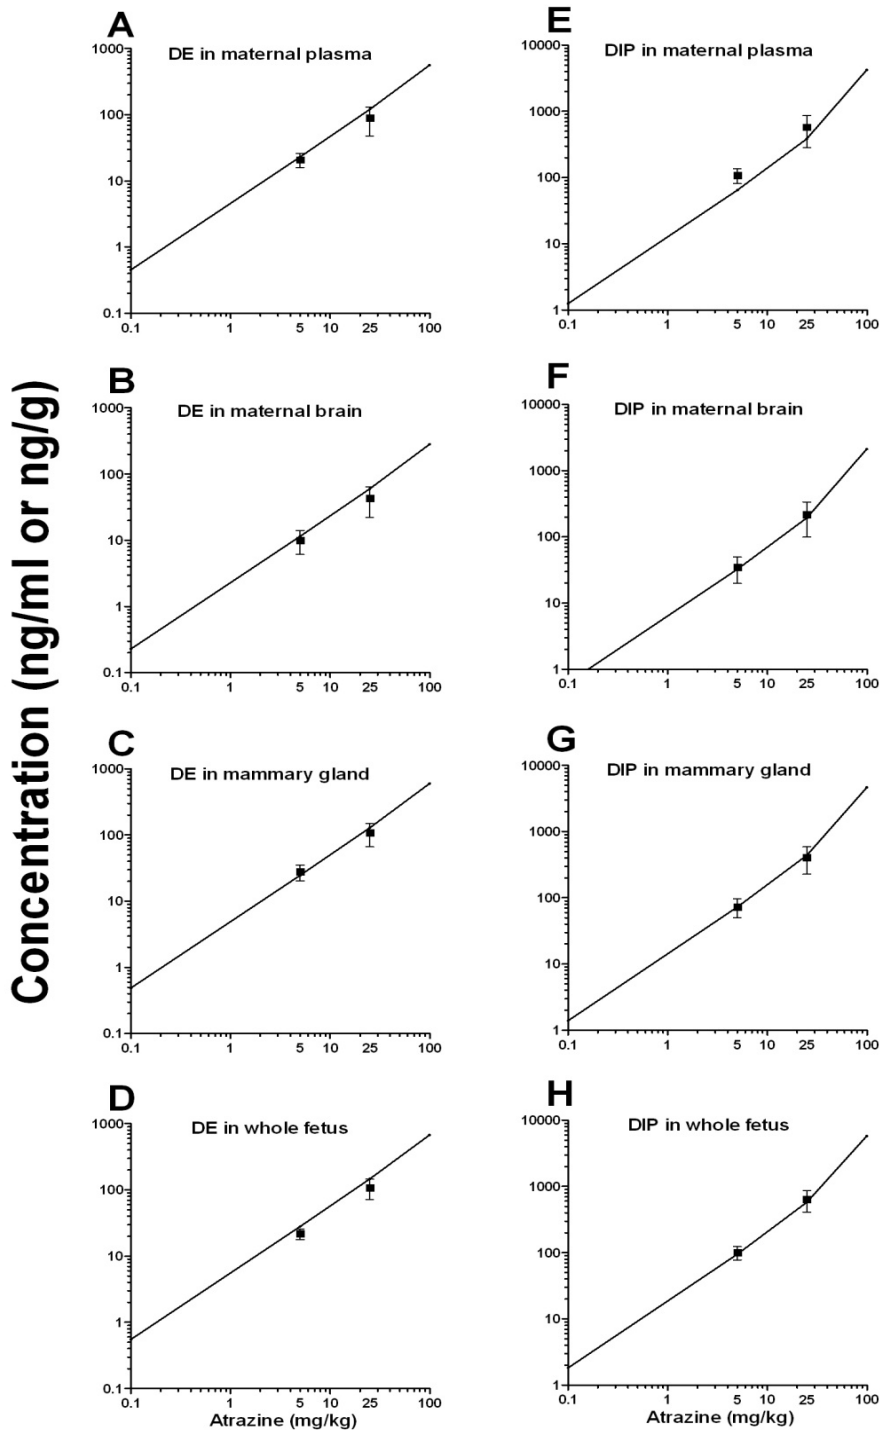 Concentration (ng/ml or ng/g)
A
DE in maternal plasma
1000
100
10
1
0.1
0.1 1 5 10 25 100
B
DE in maternal brain
1000
100
10
1
0.1
0.1 1 5 10 25 100
C
DE in mammary gland
1000
100
10
1
0.1
0.1 1 5 10 25 100
D
DE in whole fetus
1000
100
10
1
0.1
0.1 1 5 10 25 100
Atrazine (mg/kg)
E
DIP in maternal plasma
10000
1000
100
10
1
0.1 1 5 10 25 100
F
DIP in maternal brain
10000
1000
100
10
1
0.1 1 5 10 25 100
G
DIP in mammary gland
10000
1000
100
10
1
0.1 1 5 10 25 100
H
DIP in whole fetus
10000
1000
100
10
1
0.1 1 5 10 25 100
Atrazine (mg/kg)